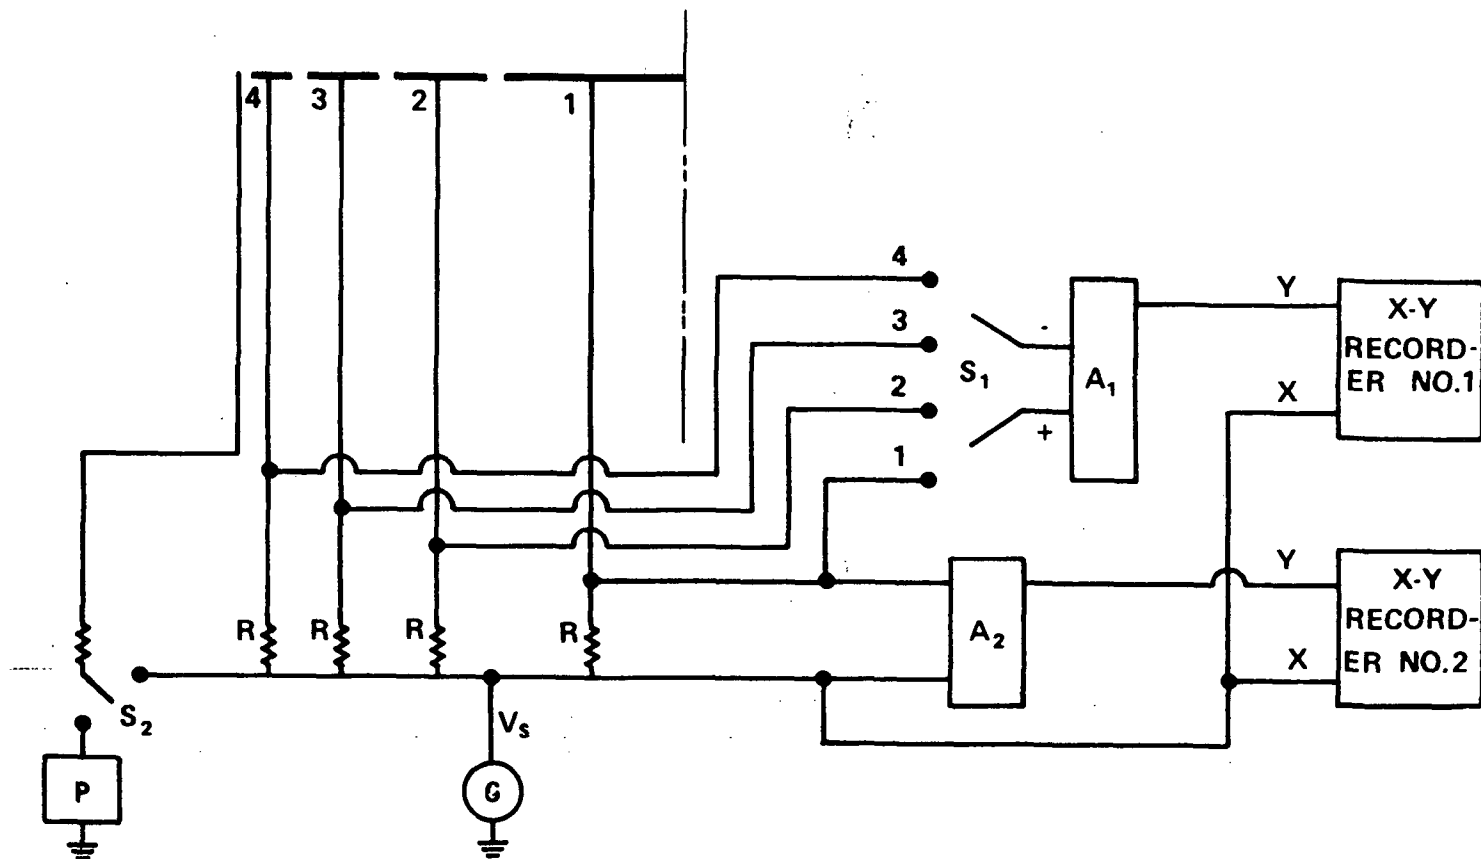 4 3 2 1
4
3
S₁
2
1
-
+
A₁
Y
X
X-Y
RECORD-
ER NO.1
A₂
Y
X
X-Y
RECORD-
ER NO.2
R R R R
S₂
Vₛ
P
G